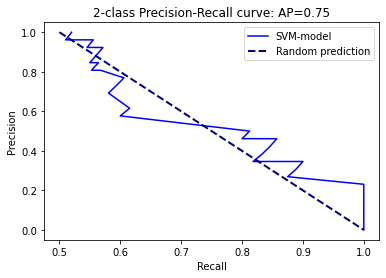 2-class Precision-Recall curve: AP=0.75
SVM-model
Random prediction
Precision
1.0
0.8
0.6
0.4
0.2
0.0
0.5 0.6 0.7 0.8 0.9 1.0
Recall